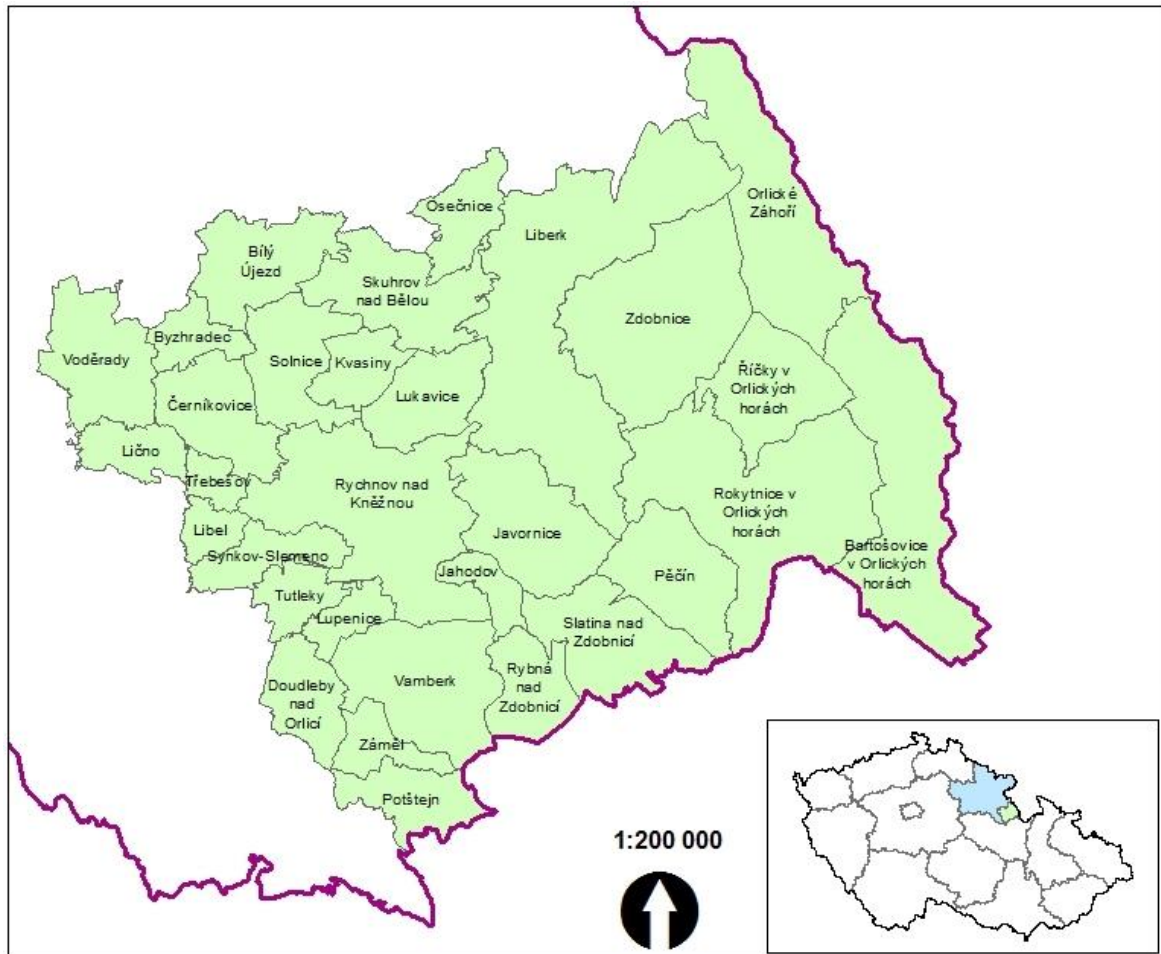 Orlické
Záhoří
Osečnice
Liberk
Bílý
Újezd
Skuhrov
nad Bělou
Zdobnice
Byzhradec
Voděrady
Solnice
Kvasiny
Říčky v
Orlických
horách
Lukavice
Černíkovice
Lično
Třebešov
Rychnov nad
Kněžnou
Rokytnice v
Orlických
horách
Libel
Javornice
Synkov-Slemeno
Bartošovice
v Orlických
horách
Jahodov
Pěčín
Tutleky
Lupenice
Slatina nad
Zdobnicí
Rybná
nad
Zdobnicí
Vamberk
Doudleby
nad
Orlicí
Záměl
Potštejn
1:200 000